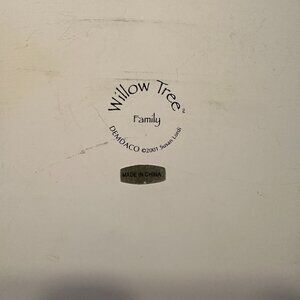 Willow Tree™
Family
DEMDACO ©2001 Susan Lordi
MADE IN CHINA